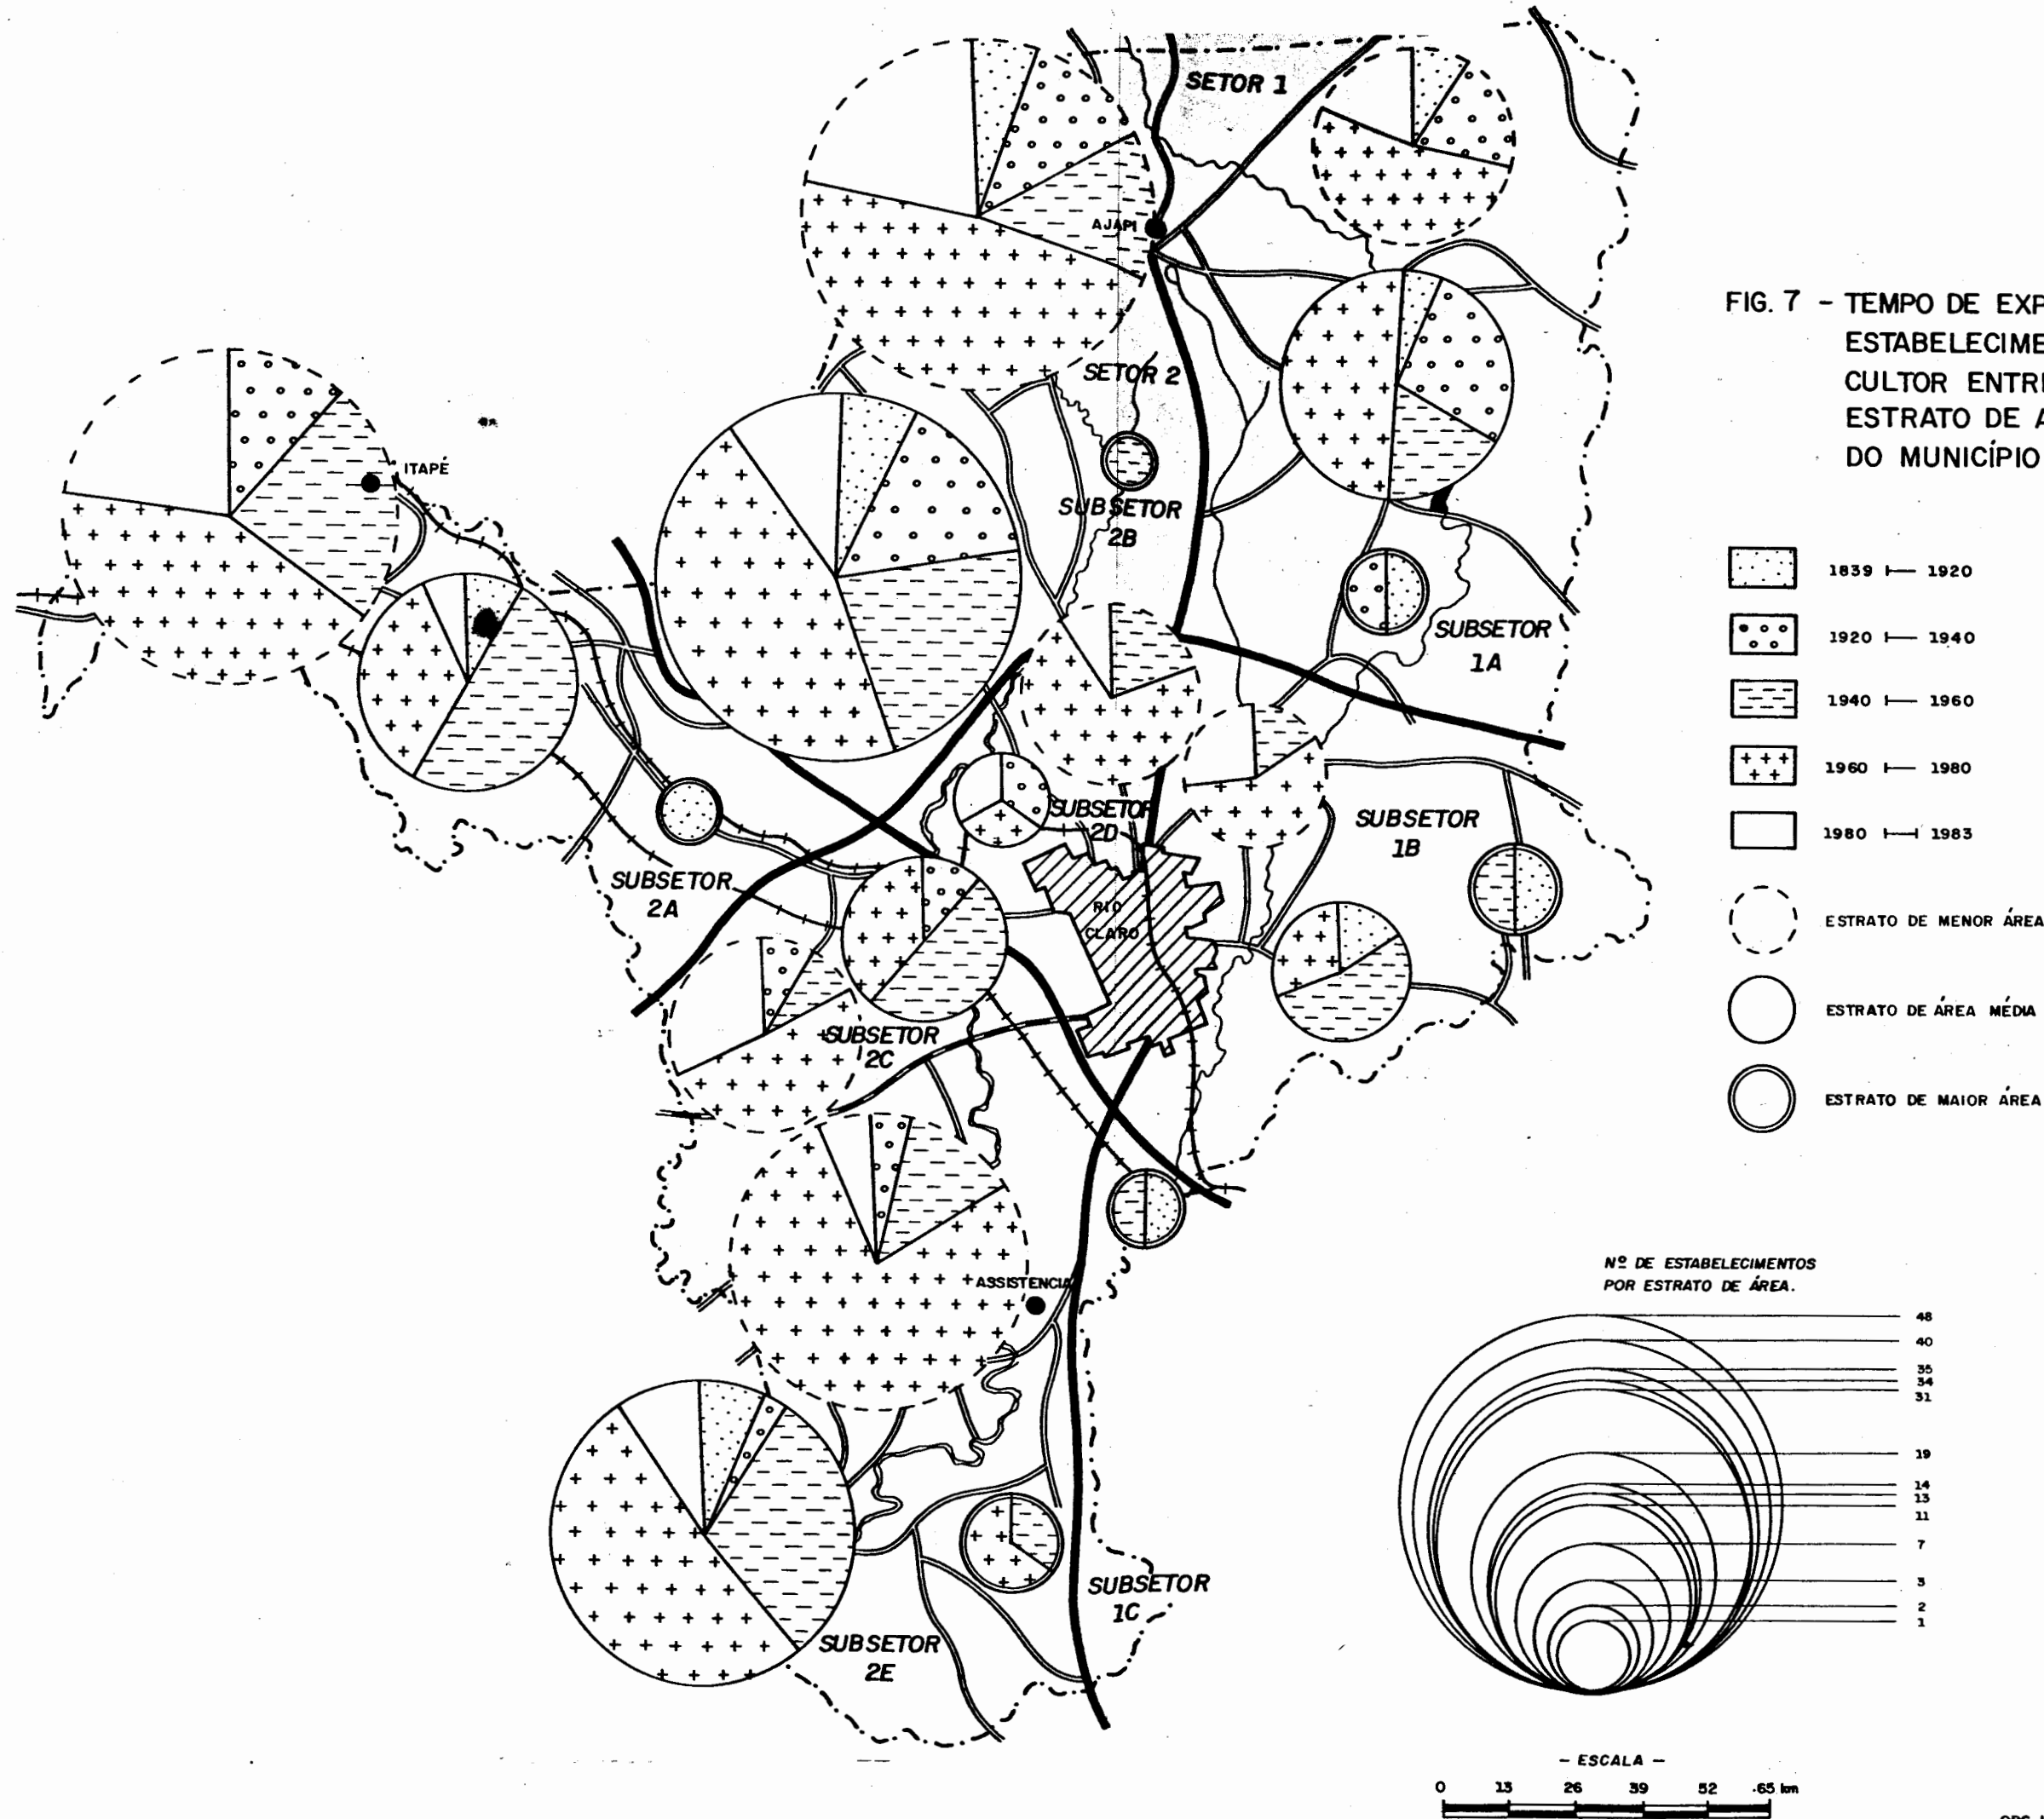 SETOR 1
AJAPI
FIG. 7 - TEMPO DE EXP
ESTABELECIME
CULTOR ENTR
ESTRATO DE A
DO MUNICÍPIO
SETOR 2
ITAPÉ
SUBSETOR
2B
1839 ⊢— 1920
SUBSETOR
1A
1920 ⊢— 1940
1940 ⊢— 1960
1960 ⊢— 1980
SUBSETOR
2D
SUBSETOR
1B
1980 ⊢—⊣ 1983
SUBSETOR
2A
RIO
CLARO
ESTRATO DE MENOR ÁREA
SUBSETOR
2C
ESTRATO DE ÁREA MÉDIA
ESTRATO DE MAIOR ÁREA
ASSISTENCIA
Nº DE ESTABELECIMENTOS
POR ESTRATO DE ÁREA.
48
40
35
34
31
19
14
13
11
7
3
2
1
SUBSETOR
1C
SUBSETOR
2E
- ESCALA -
0 13 26 39 52 .65 km